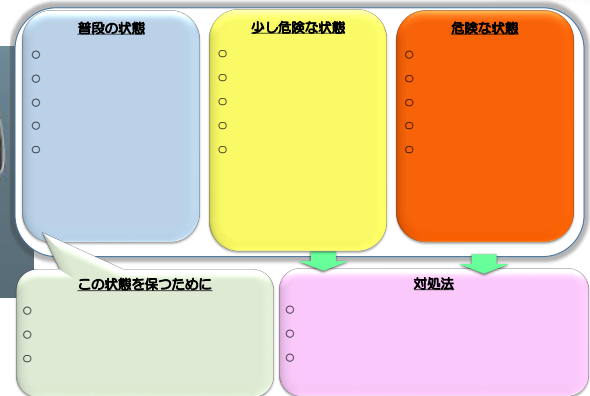 普段の状態
少し危険な状態
危険な状態
この状態を保つために
対処法